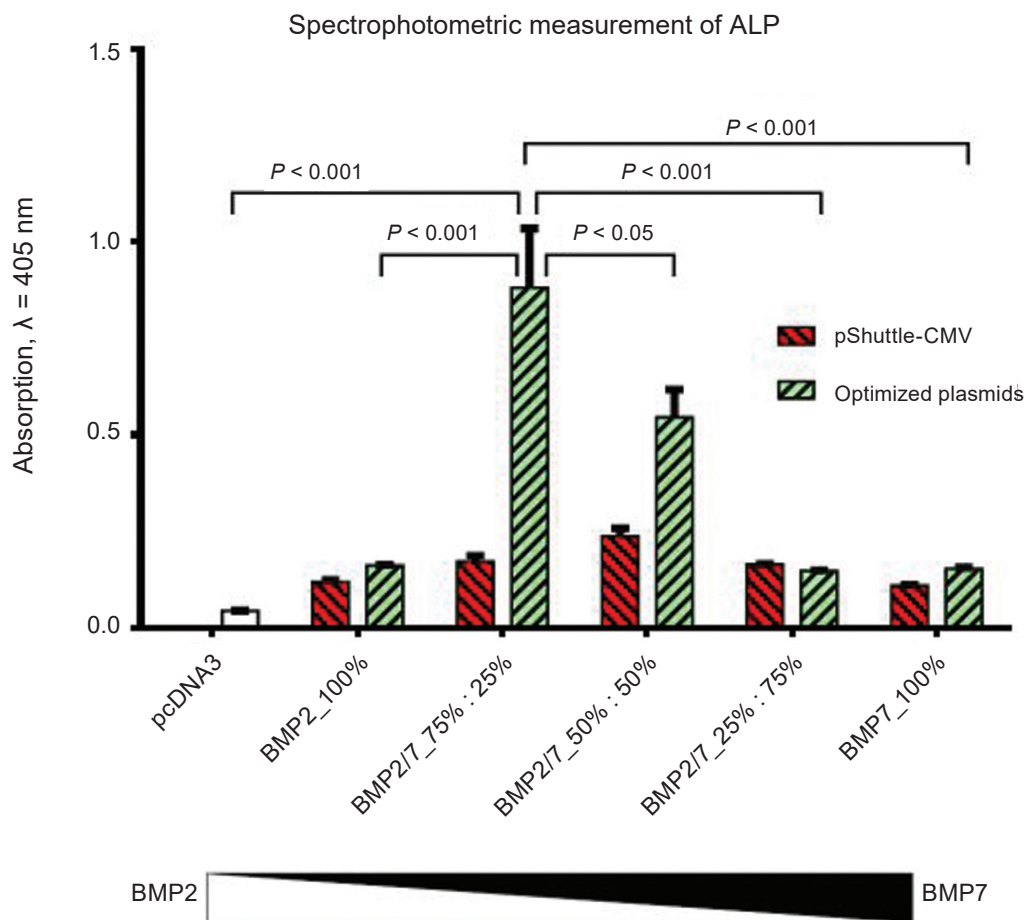 Spectrophotometric measurement of ALP
1.5
1.0
0.5
0.0
Absorption, λ = 405 nm
P < 0.001
P < 0.001
P < 0.001
P < 0.001
P < 0.05
pShuttle-CMV
Optimized plasmids
pcDNA3
BMP2_100%
BMP2/7_75% : 25%
BMP2/7_50% : 50%
BMP2/7_25% : 75%
BMP7_100%
BMP2
BMP7